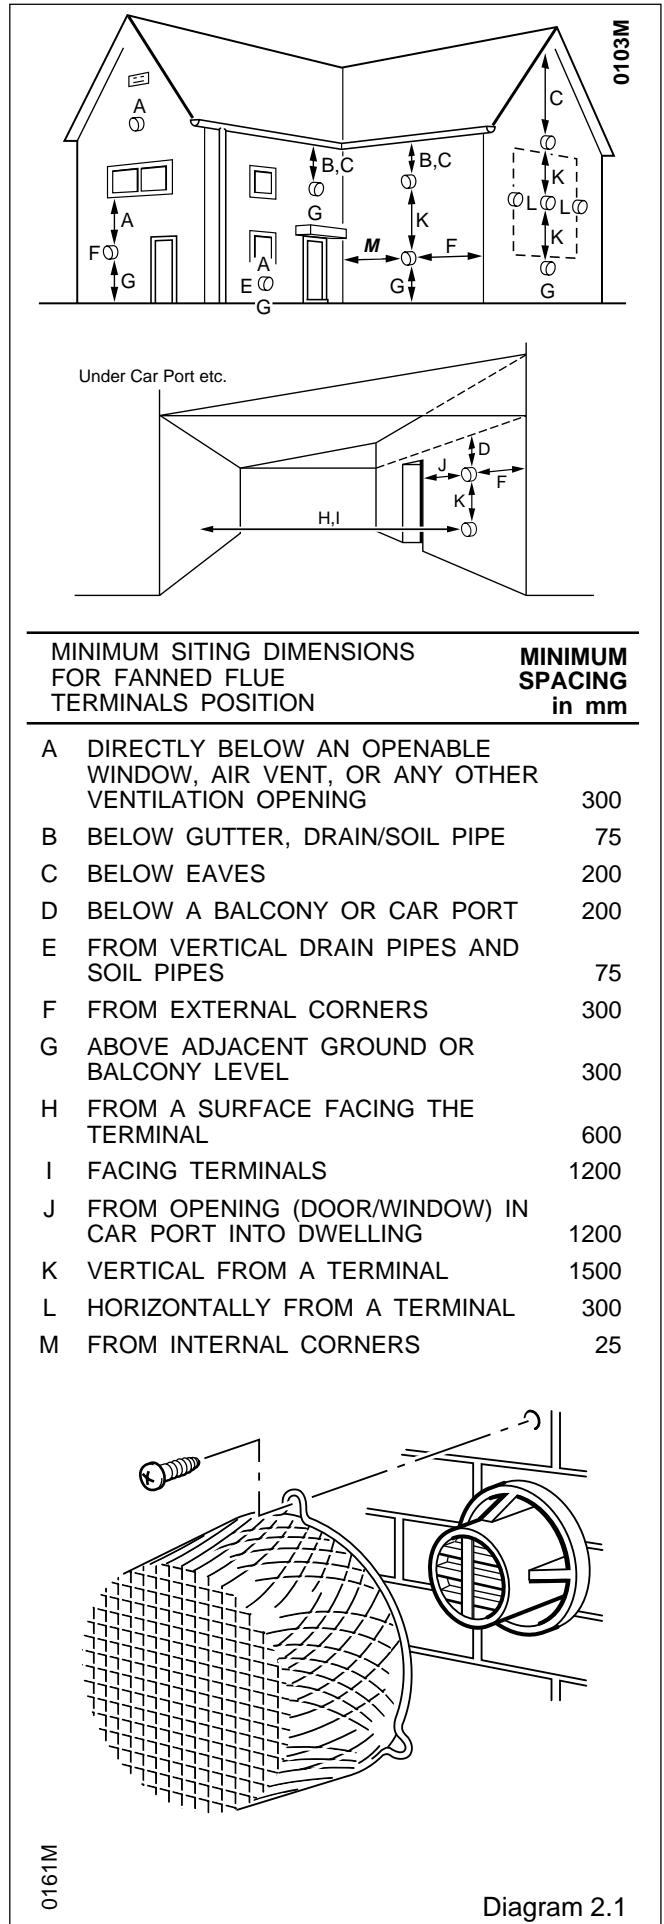 0103M
A
C
B,C
B,C
K
A
G
K
L
L
F
M
F
K
A
G
E
G
G
G
Under Car Port etc.
D
J
F
K
H,I
MINIMUM SITING DIMENSIONS
FOR FANNED FLUE
TERMINALS POSITION
MINIMUM
SPACING
in mm
A DIRECTLY BELOW AN OPENABLE
WINDOW, AIR VENT, OR ANY OTHER
VENTILATION OPENING 300
B BELOW GUTTER, DRAIN/SOIL PIPE 75
C BELOW EAVES 200
D BELOW A BALCONY OR CAR PORT 200
E FROM VERTICAL DRAIN PIPES AND
SOIL PIPES 75
F FROM EXTERNAL CORNERS 300
G ABOVE ADJACENT GROUND OR
BALCONY LEVEL 300
H FROM A SURFACE FACING THE
TERMINAL 600
I FACING TERMINALS 1200
J FROM OPENING (DOOR/WINDOW) IN
CAR PORT INTO DWELLING 1200
K VERTICAL FROM A TERMINAL 1500
L HORIZONTALLY FROM A TERMINAL 300
M FROM INTERNAL CORNERS 25
0161M
Diagram 2.1